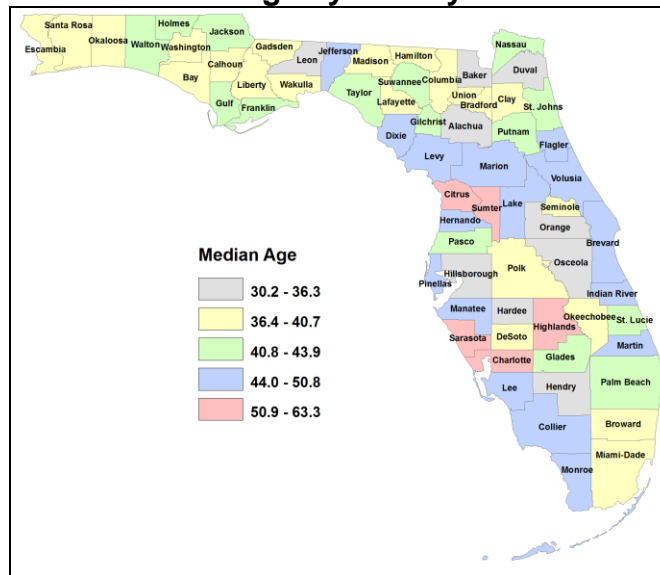 Santa Rosa
Escambia
Okaloosa
Walton
Holmes
Washington
Jackson
Bay
Calhoun
Gulf
Gadsden
Liberty
Franklin
Leon
Wakulla
Jefferson
Madison
Taylor
Hamilton
Suwannee
Lafayette
Columbia
Dixie
Gilchrist
Baker
Union
Bradford
Alachua
Levy
Nassau
Duval
Clay
St. Johns
Putnam
Flagler
Marion
Volusia
Citrus
Sumter
Lake
Hernando
Seminole
Orange
Pasco
Brevard
Osceola
Pinellas
Hillsborough
Polk
Indian River
Manatee
Hardee
Okeechobee
Highlands
St. Lucie
Sarasota
DeSoto
Martin
Charlotte
Glades
Lee
Hendry
Palm Beach
Collier
Broward
Monroe
Miami-Dade
Median Age
30.2 - 36.3
36.4 - 40.7
40.8 - 43.9
44.0 - 50.8
50.9 - 63.3